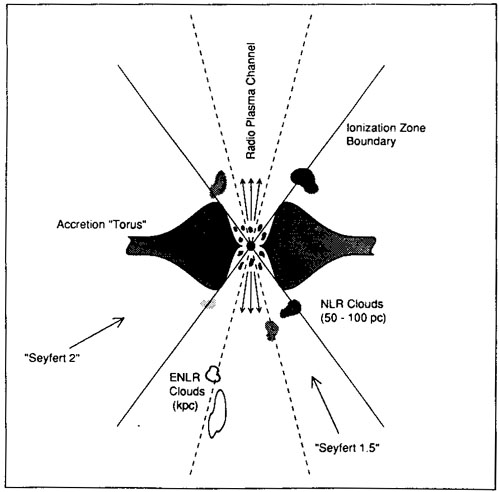 Radio Plasma Channel
Ionization Zone
Boundary
Accretion "Torus"
NLR Clouds
(50 - 100 pc)
"Seyfert 2"
ENLR
Clouds
(kpc)
"Seyfert 1.5"